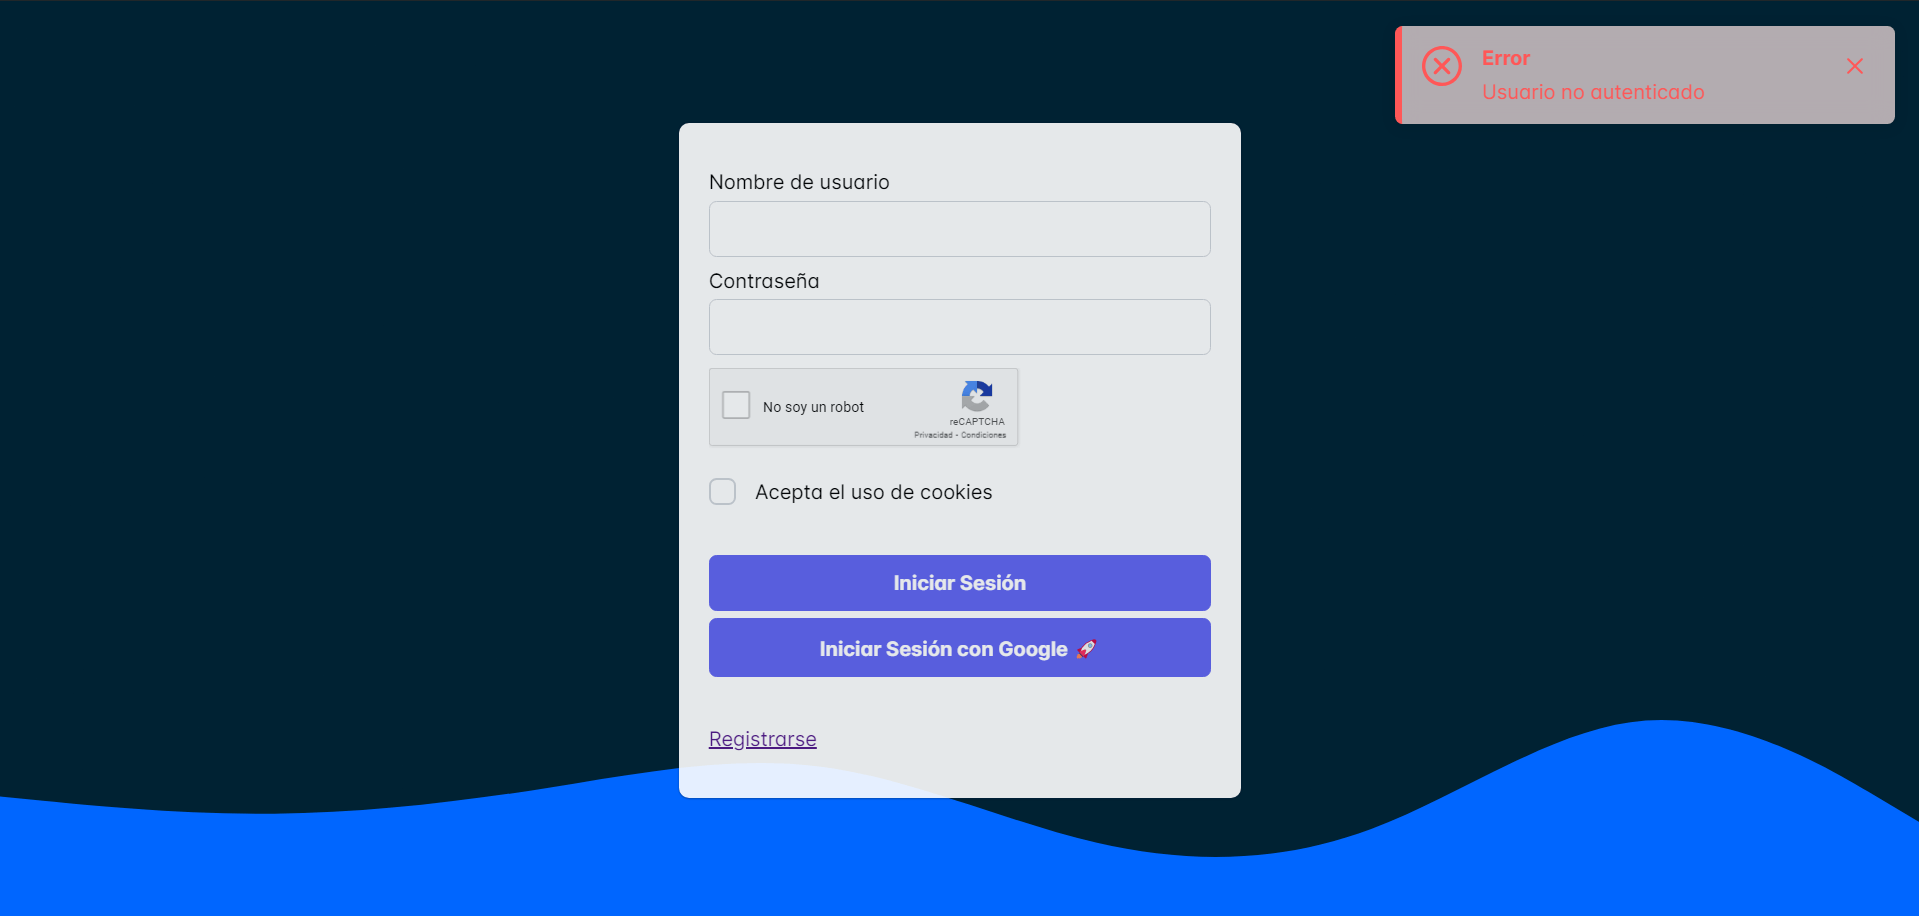 Error
Usuario no autenticado
Nombre de usuario
Contraseña
No soy un robot
reCAPTCHA
Privacidad - Condiciones
Acepta el uso de cookies
Iniciar Sesión
Iniciar Sesión con Google 🚀
Registrarse